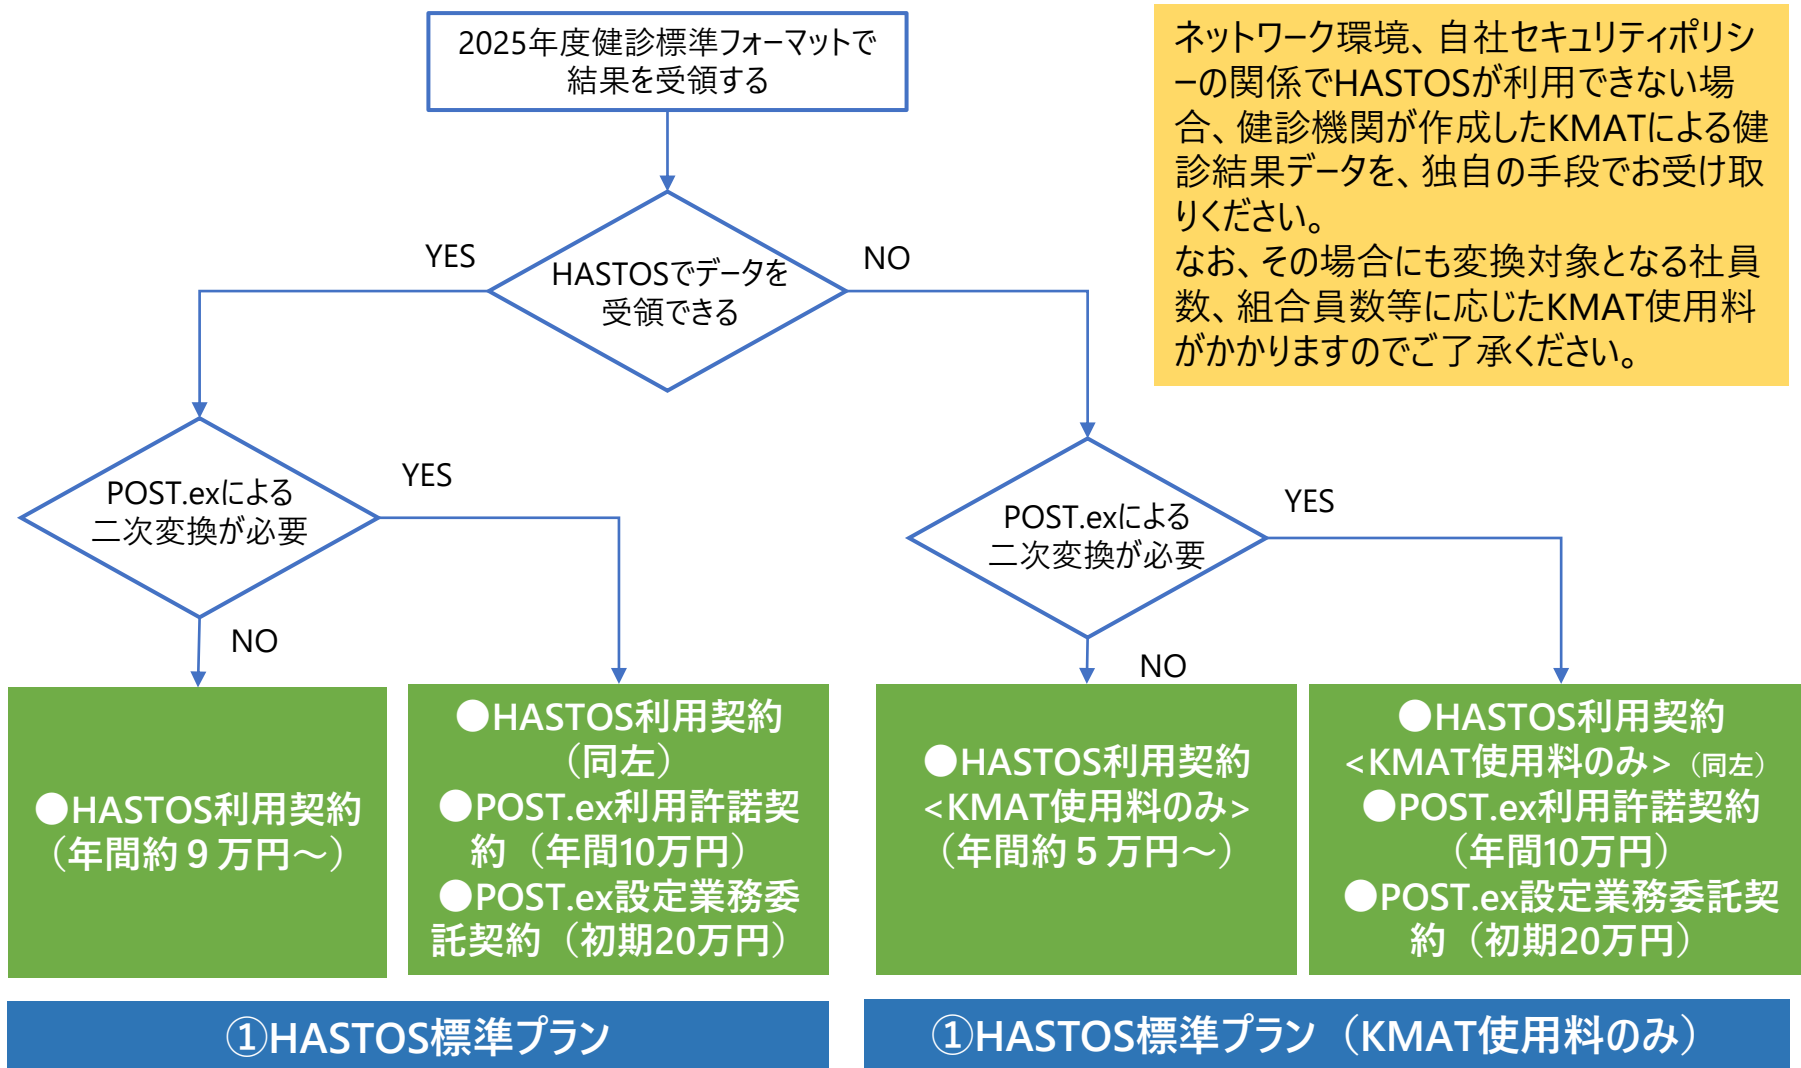 2025年度健診標準フォーマットで
結果を受領する
ネットワーク環境、自社セキュリティポリシ
ーの関係でHASTOSが利用できない場
合、健診機関が作成したKMATによる健
診結果データを、独自の手段でお受け取
りください。
なお、その場合にも変換対象となる社員
数、組合員数等に応じたKMAT使用料
がかかりますのでご了承ください。
YES
HASTOSでデータを
受領できる
NO
POST.exによる
二次変換が必要
YES
NO
POST.exによる
二次変換が必要
YES
NO
●HASTOS利用契約
（年間約９万円～）
●HASTOS利用契約
（同左）
●POST.ex利用許諾契
約（年間10万円）
●POST.ex設定業務委
託契約（初期20万円）
●HASTOS利用契約
<KMAT使用料のみ>
（年間約５万円～）
●HASTOS利用契約
<KMAT使用料のみ>（同左）
●POST.ex利用許諾契約
（年間10万円）
●POST.ex設定業務委託契
約（初期20万円）
①HASTOS標準プラン
①HASTOS標準プラン（KMAT使用料のみ）